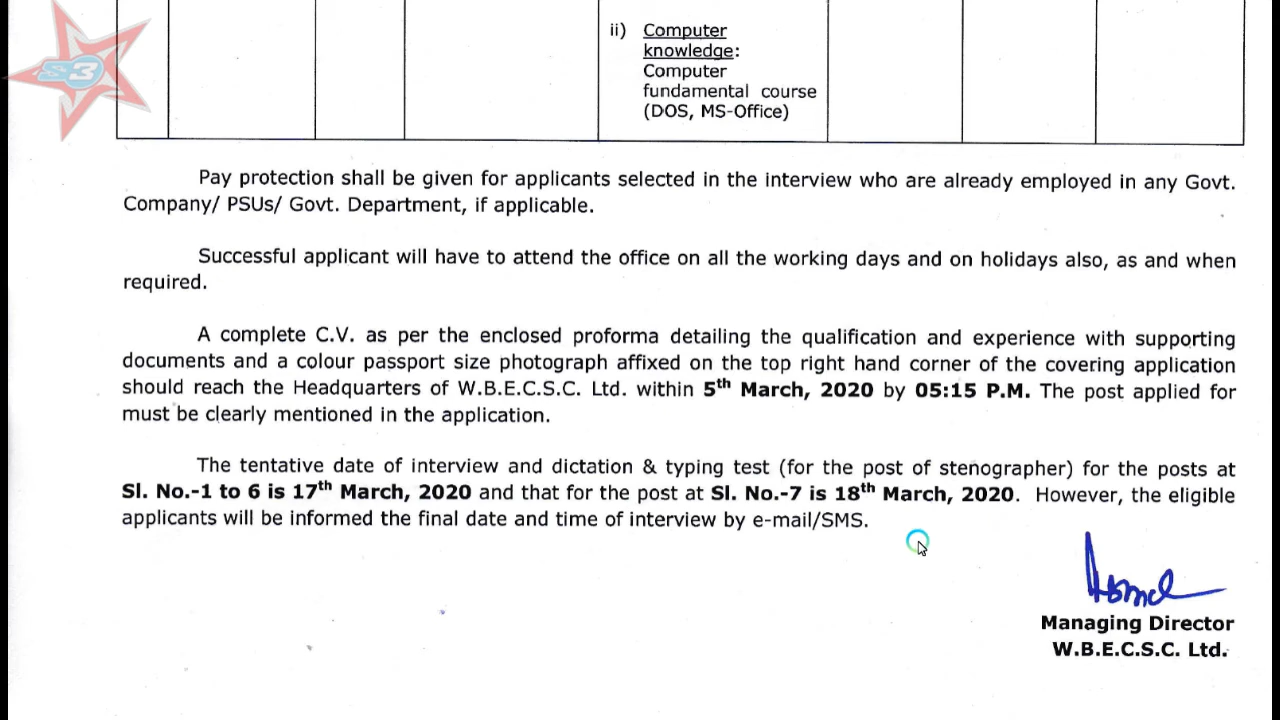 S3
ii) Computer
knowledge:
Computer
fundamental course
(DOS, MS-Office)
Pay protection shall be given for applicants selected in the interview who are already employed in any Govt.
Company/ PSUs/ Govt. Department, if applicable.
Successful applicant will have to attend the office on all the working days and on holidays also, as and when
required.
A complete C.V. as per the enclosed proforma detailing the qualification and experience with supporting
documents and a colour passport size photograph affixed on the top right hand corner of the covering application
should reach the Headquarters of W.B.E.C.S.C. Ltd. within 5th March, 2020 by 05:15 P.M. The post applied for
must be clearly mentioned in the application.
The tentative date of interview and dictation & typing test (for the post of stenographer) for the posts at
Sl. No.-1 to 6 is 17th March, 2020 and that for the post at Sl. No.-7 is 18th March, 2020. However, the eligible
applicants will be informed the final date and time of interview by e-mail/SMS.
Managing Director
W.B.E.C.S.C. Ltd.